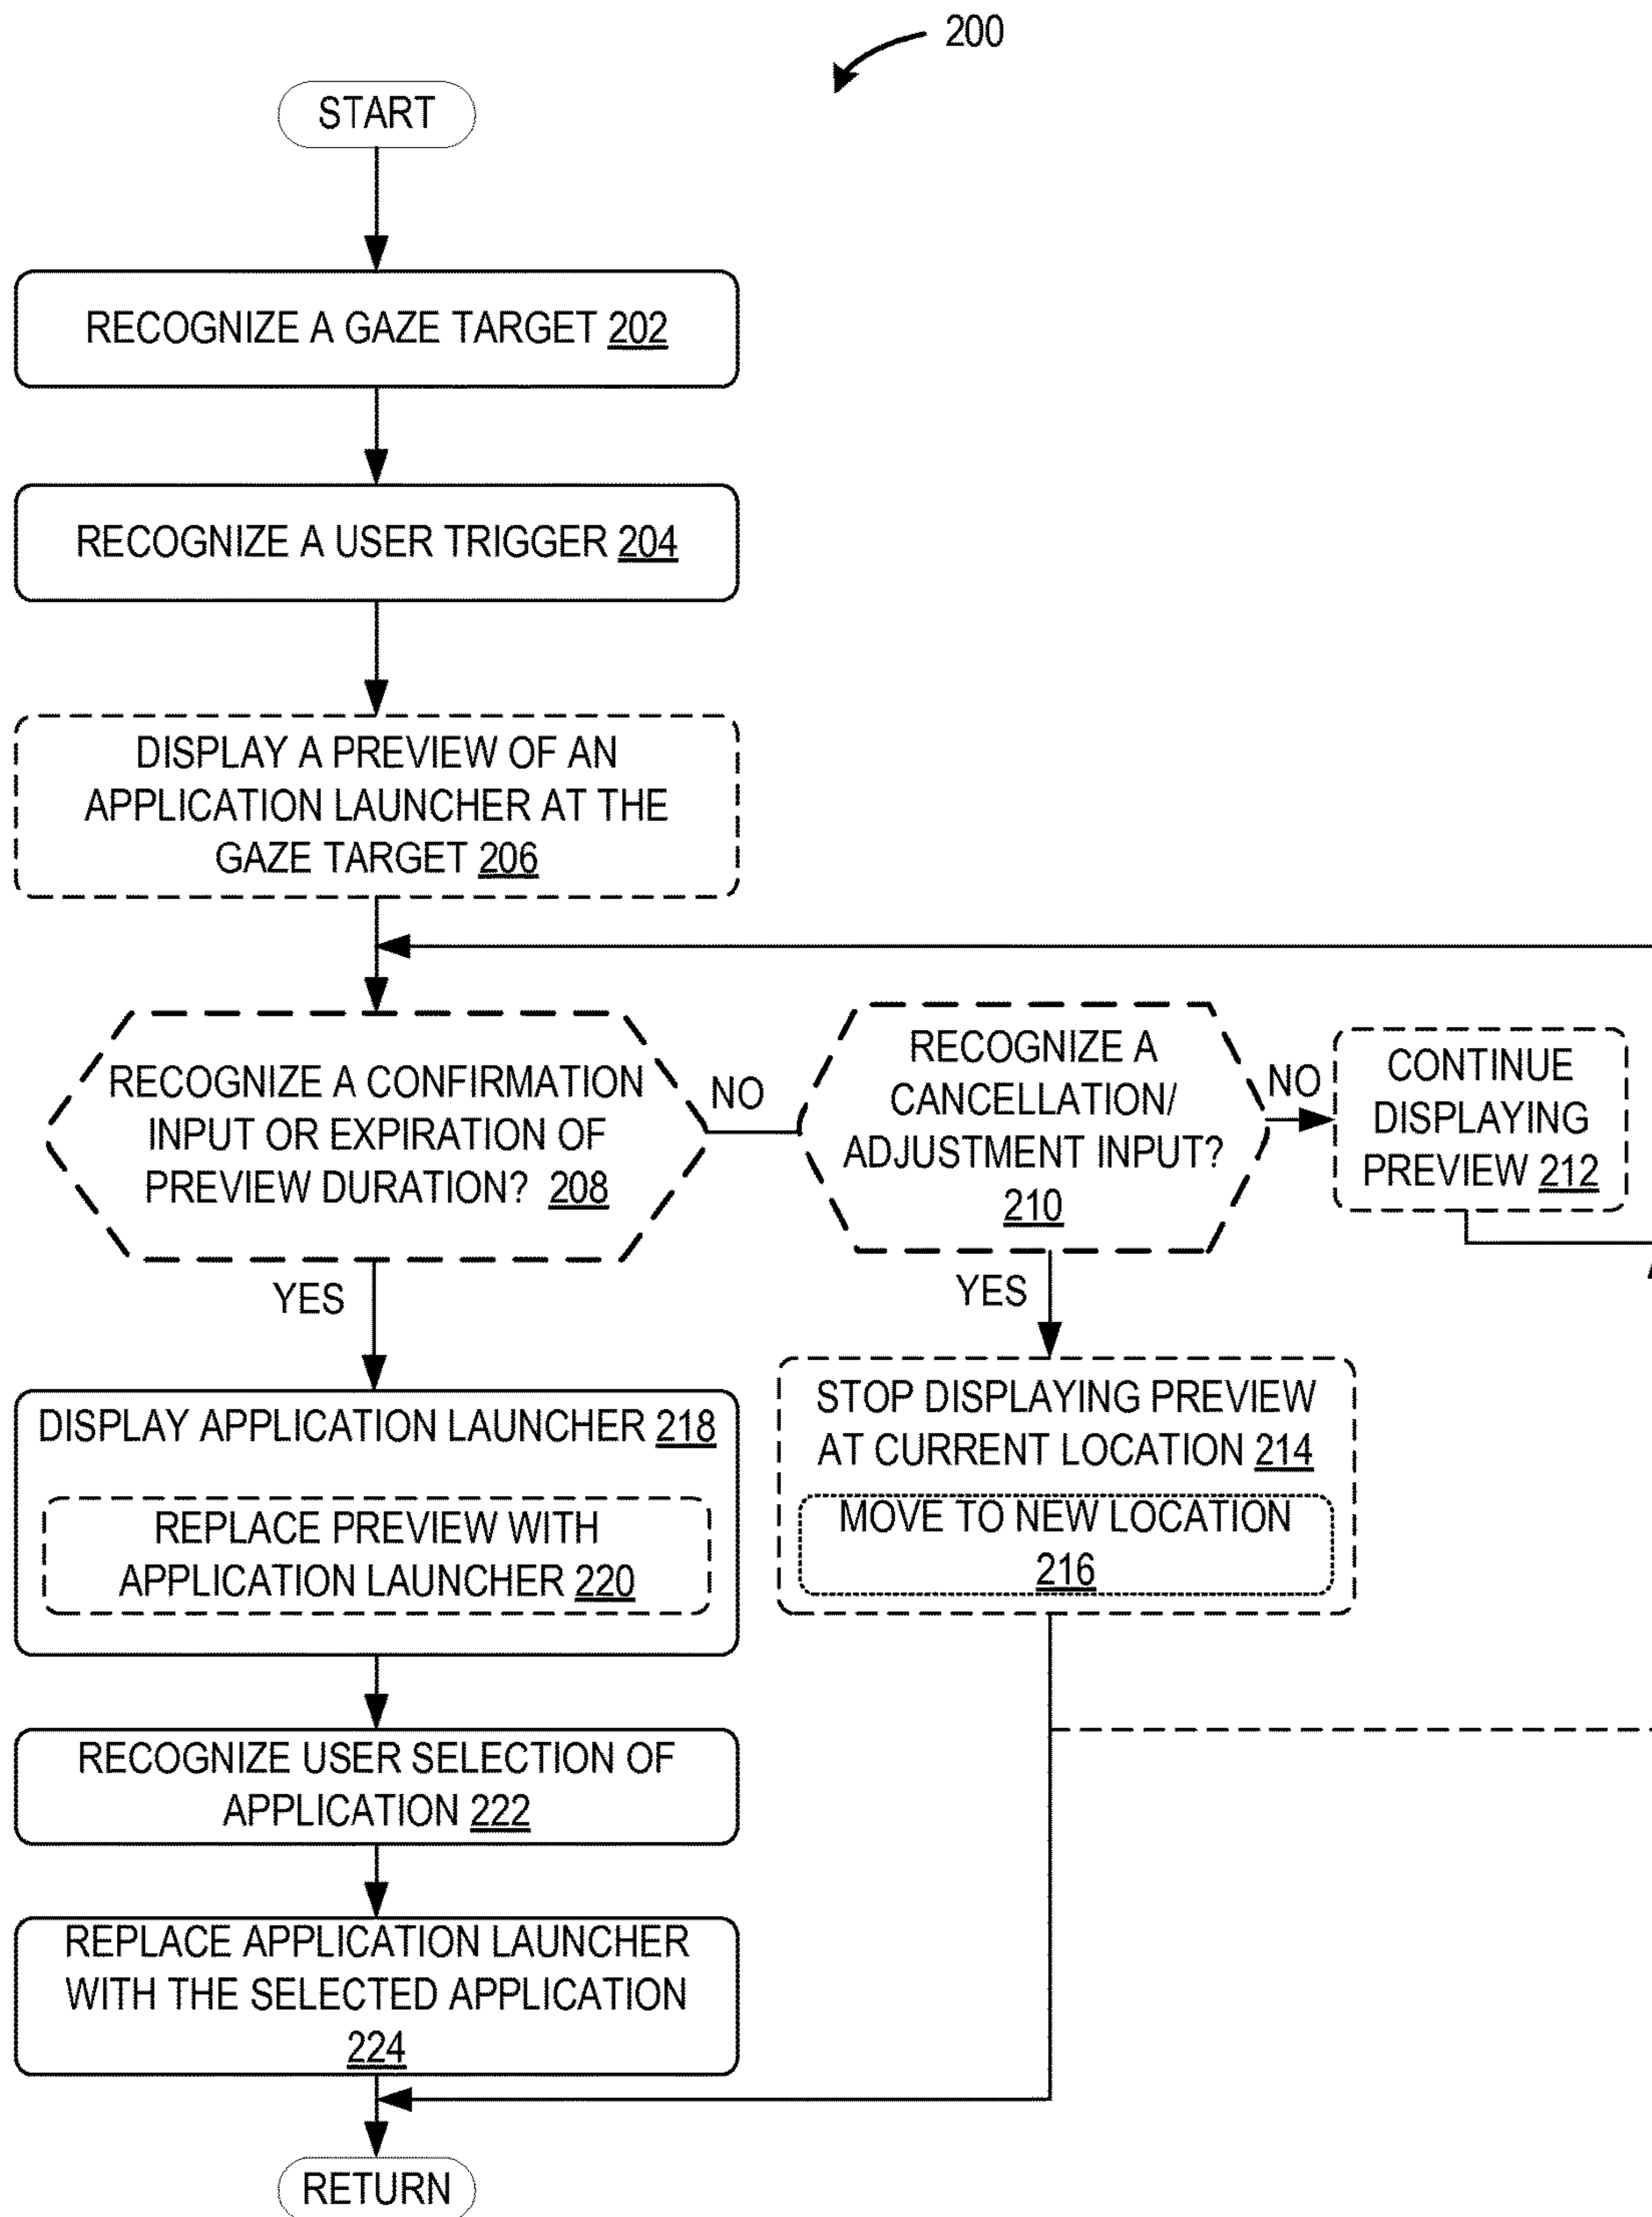 200
START
RECOGNIZE A GAZE TARGET 202
RECOGNIZE A USER TRIGGER 204
DISPLAY A PREVIEW OF AN
APPLICATION LAUNCHER AT THE
GAZE TARGET 206
RECOGNIZE A CONFIRMATION
INPUT OR EXPIRATION OF
PREVIEW DURATION? 208
NO
RECOGNIZE A
CANCELLATION/
ADJUSTMENT INPUT?
210
NO
CONTINUE
DISPLAYING
PREVIEW 212
YES
YES
STOP DISPLAYING PREVIEW
AT CURRENT LOCATION 214
MOVE TO NEW LOCATION
216
DISPLAY APPLICATION LAUNCHER 218
REPLACE PREVIEW WITH
APPLICATION LAUNCHER 220
RECOGNIZE USER SELECTION OF
APPLICATION 222
REPLACE APPLICATION LAUNCHER
WITH THE SELECTED APPLICATION
224
RETURN